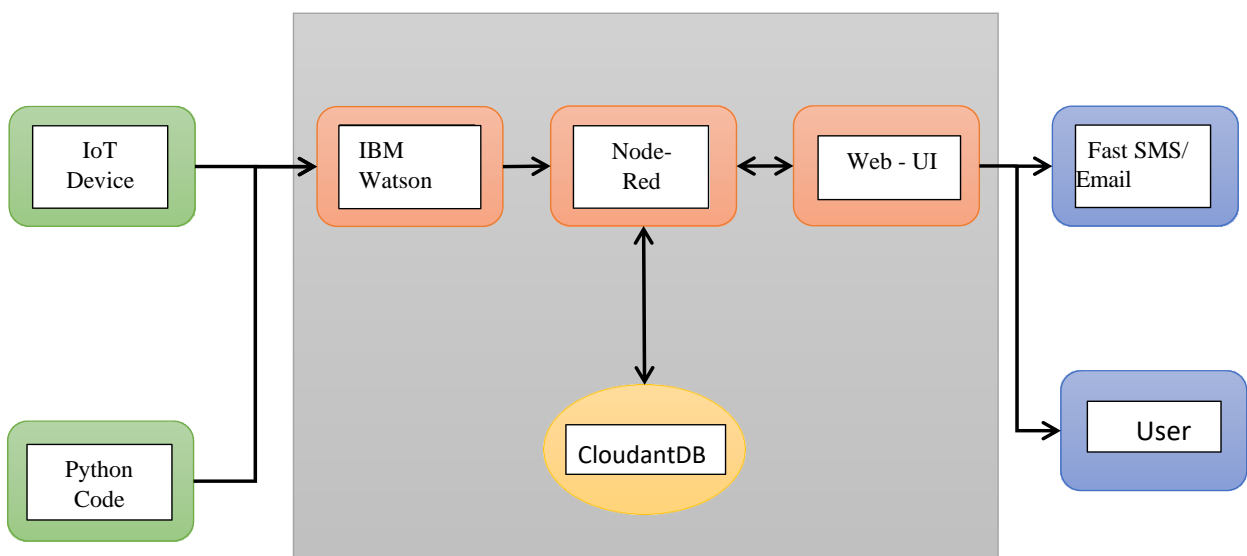 IoT
Device
IBM
Watson
Node-
Red
Web - UI
Fast SMS/
Email
Python
Code
CloudantDB
User